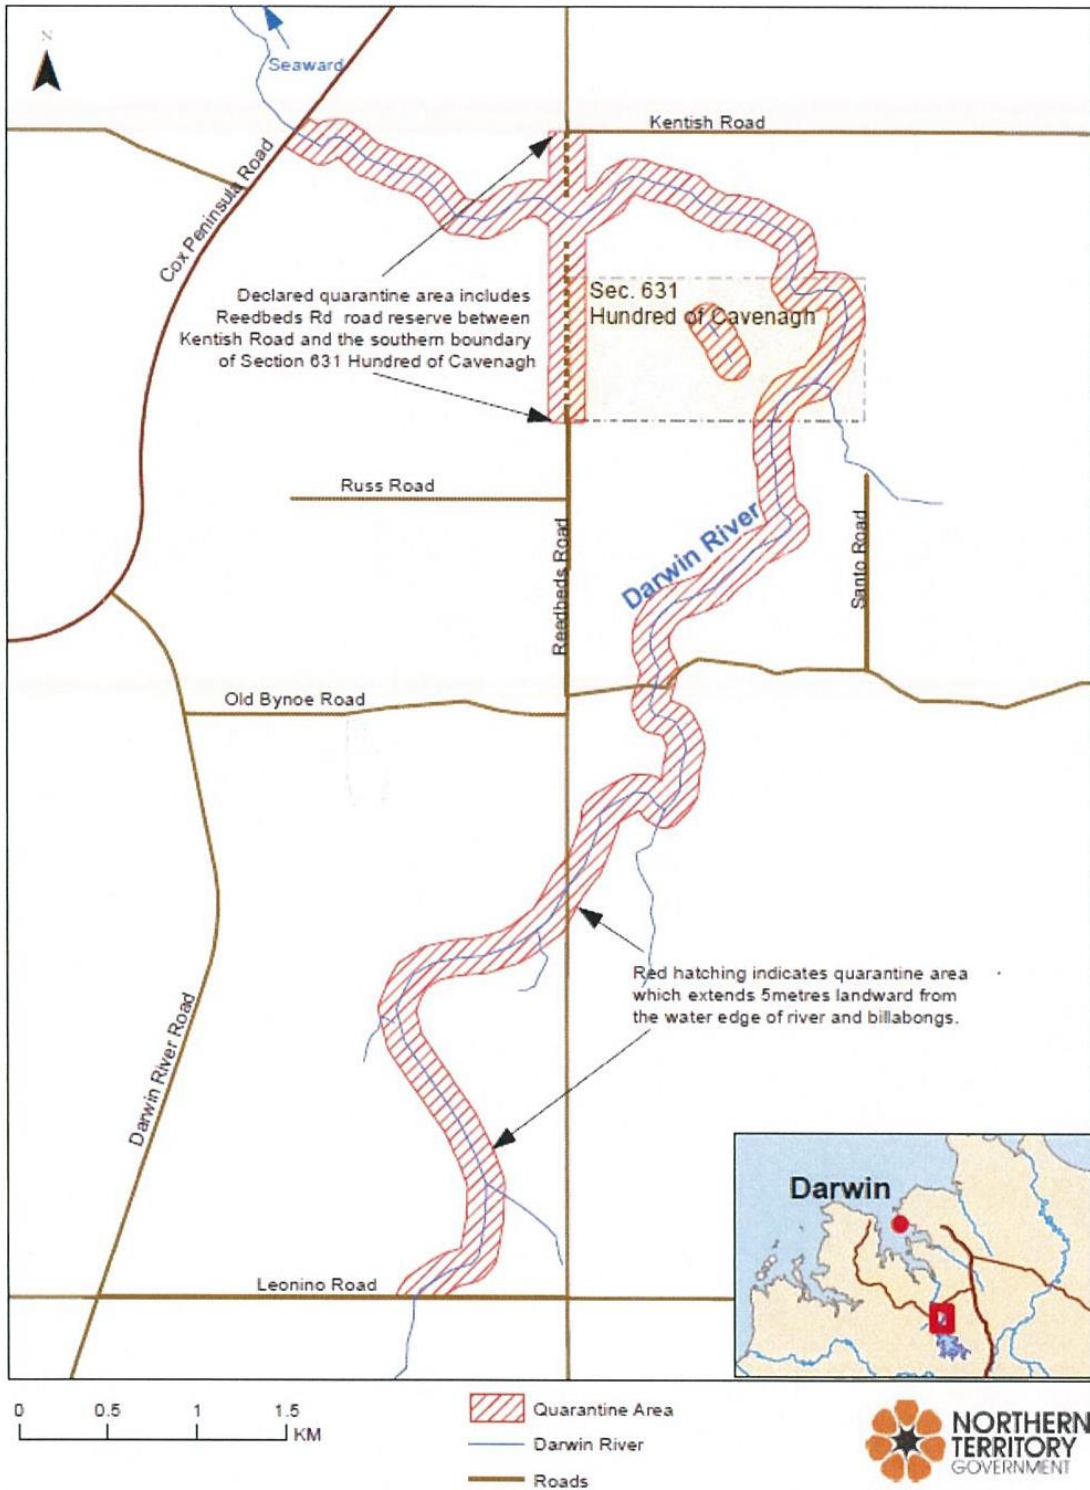 N
Seaward
Kentish Road
Cox Peninsula Road
Declared quarantine area includes
Reedbeds Rd road reserve between
Kentish Road and the southern boundary
of Section 631 Hundred of Cavenagh
Sec. 631
Hundred of Cavenagh
Russ Road
Reedbeds Road
Darwin River
Santo Road
Old Bynoe Road
Darwin River Road
Red hatching indicates quarantine area
which extends 5metres landward from
the water edge of river and billabongs.
Leonino Road
Darwin
0 0.5 1 1.5
KM
Quarantine Area
Darwin River
Roads
NORTHERN
TERRITORY
GOVERNMENT